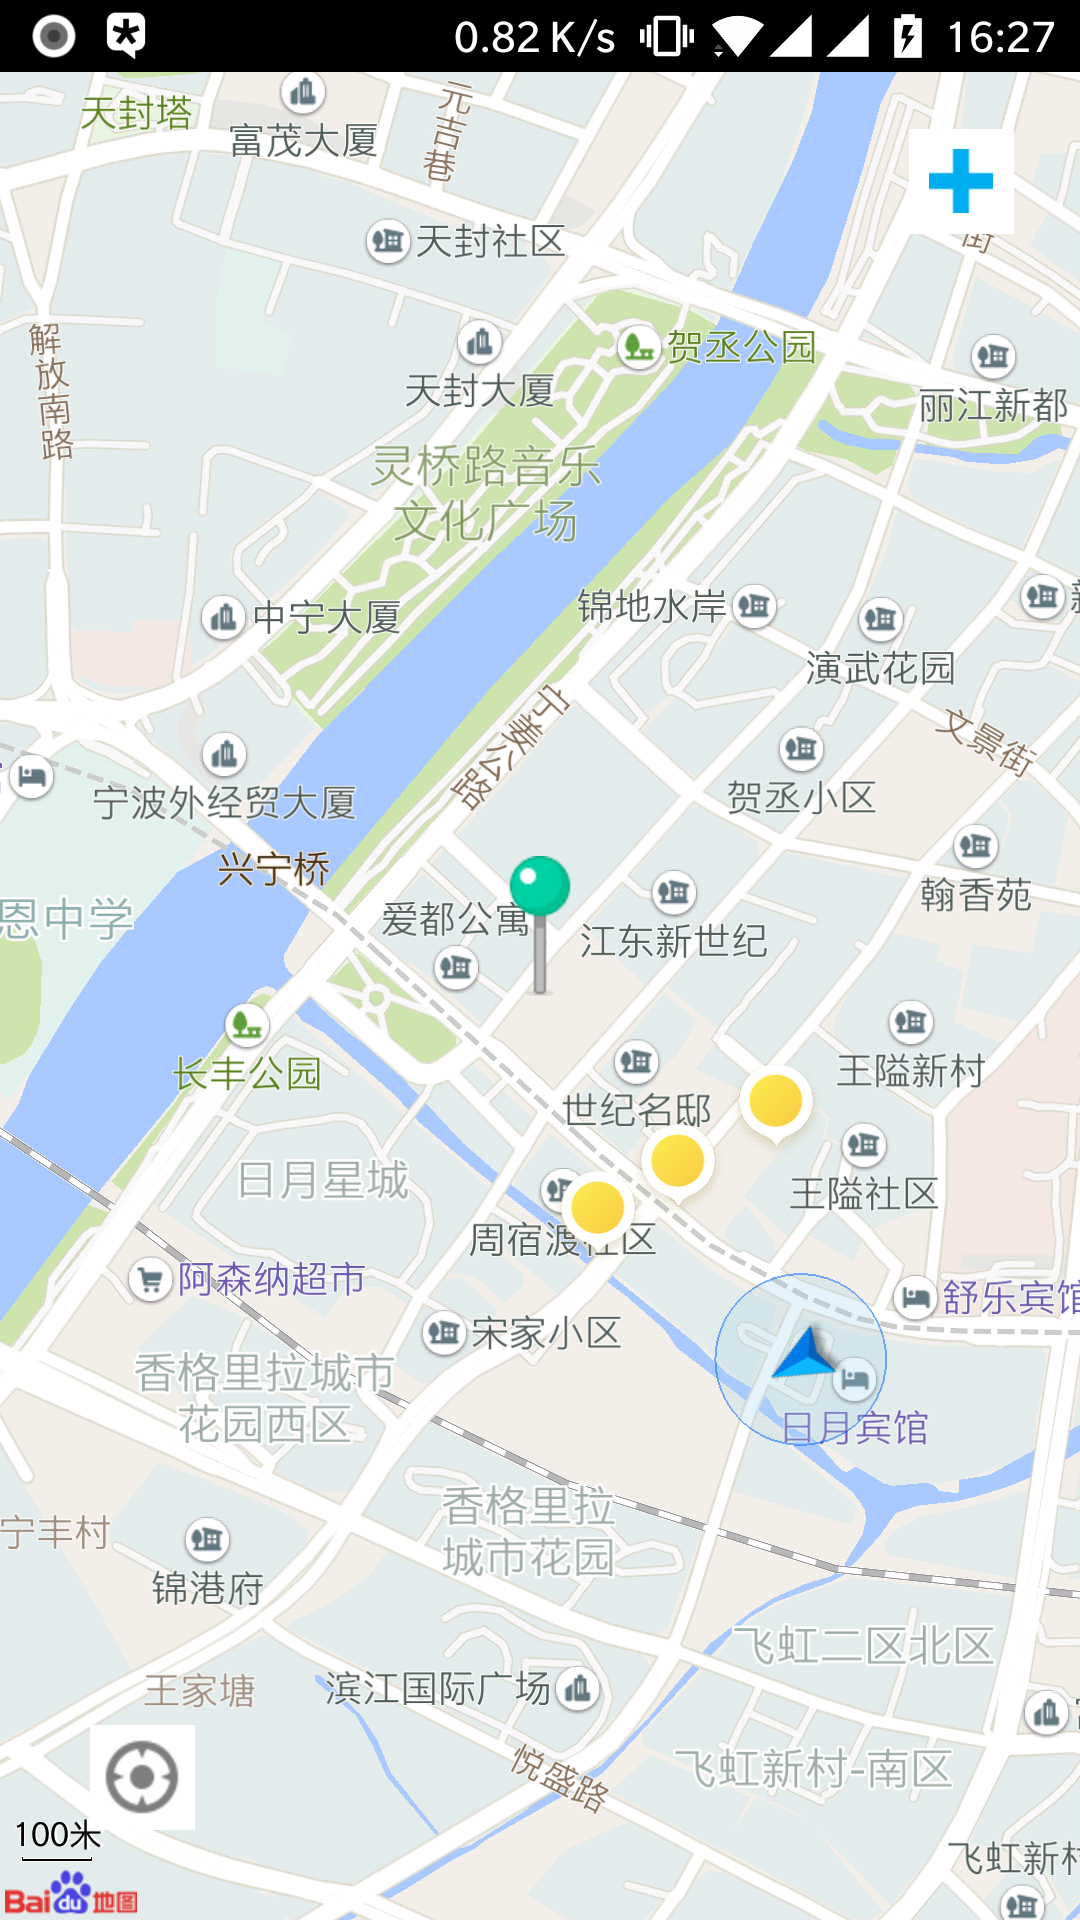 0.82 K/s 16:27
天封塔
富茂大厦
元吉巷
街
天封社区
解放南路
天封大厦
贺丞公园
丽江新都
灵桥路音乐
文化广场
中宁大厦
锦地水岸
演武花园
宁姜公路
文景街
宁波外经贸大厦
贺丞小区
兴宁桥
翰香苑
恩中学
爱都公寓
江东新世纪
长丰公园
王隘新村
世纪名邸
日月星城
王隘社区
周宿渡社区
阿森纳超市
舒乐宾馆
宋家小区
香格里拉城市
花园西区
日月宾馆
香格里拉
城市花园
宁丰村
锦港府
飞虹二区北区
王家塘
滨江国际广场
悦盛路
飞虹新村-南区
100米
飞虹新村
Bai du 地图